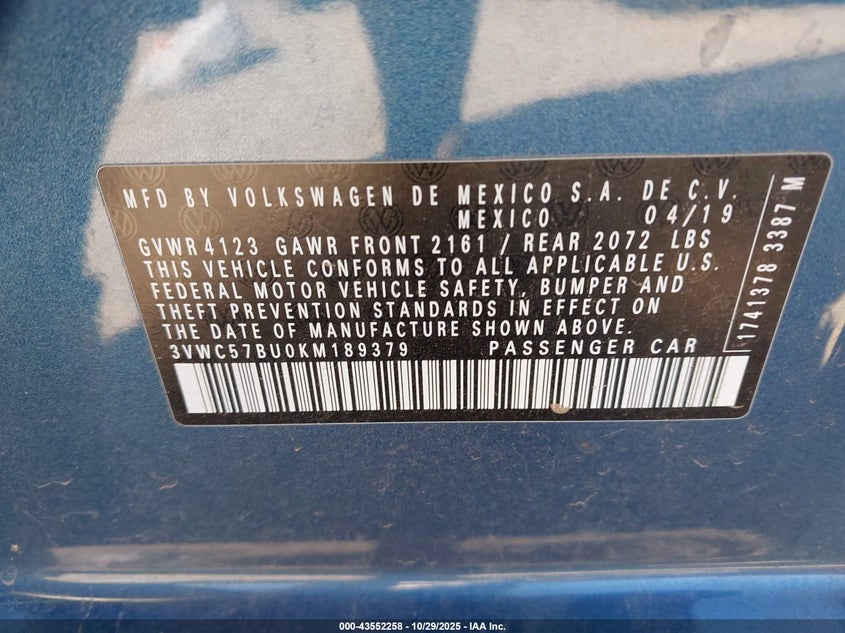 MFD BY VOLKSWAGEN DE MEXICO S.A. DE C.V.
MEXICO 04/19
GVWR 4123 GAWR FRONT 2161 / REAR 2072 LBS
THIS VEHICLE CONFORMS TO ALL APPLICABLE U.S.
FEDERAL MOTOR VEHICLE SAFETY, BUMPER AND
THEFT PREVENTION STANDARDS IN EFFECT ON
THE DATE OF MANUFACTURE SHOWN ABOVE.
3VWC57BU0KM189379 PASSENGER CAR
1741378 3387 M
000-43552258 | 10/29/2025 - IAA Inc.